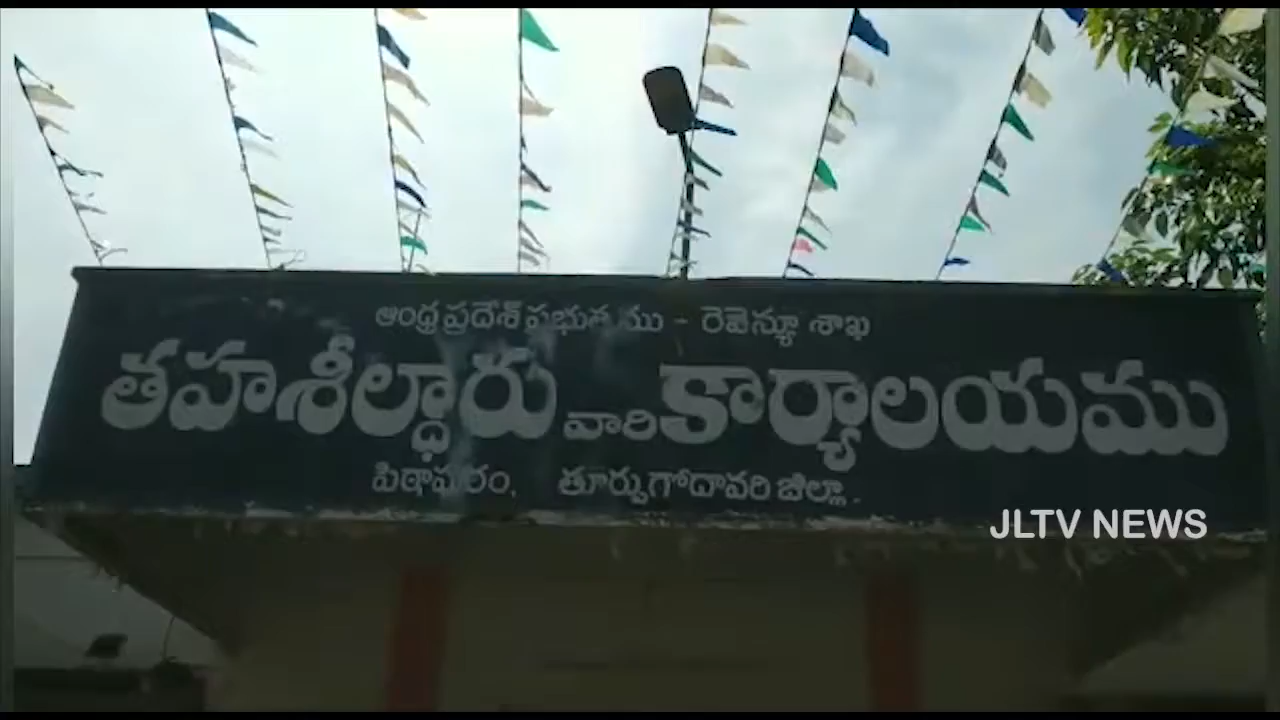 ఆంధ్ర ప్రదేశ్ ప్రభుత్వము - రెవెన్యూ శాఖ
తహశీల్ధారు వారి కార్యాలయము
పిఠాపురం, తూర్పుగోదావరి జిల్లా.
JLTV NEWS